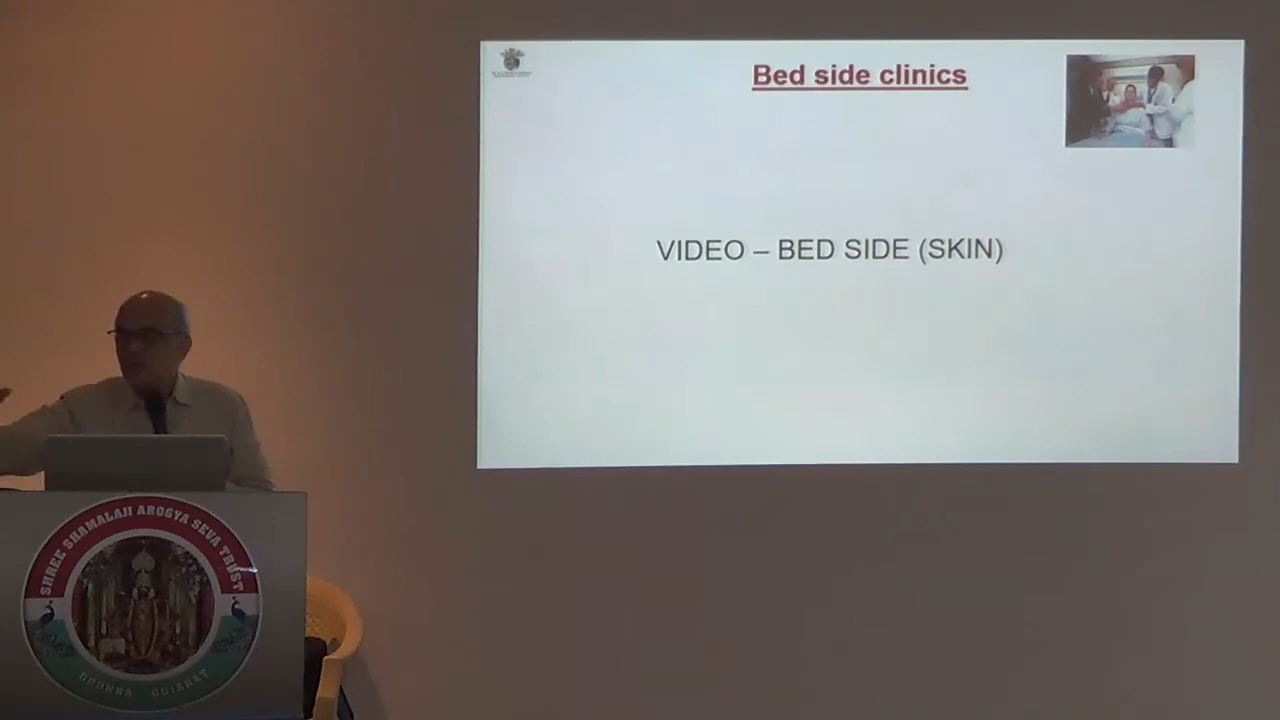 Bed side clinics
VIDEO – BED SIDE (SKIN)
SHREE SHAMALAJI AROGYA SEVA TRUST
GODHRA GUJARAT